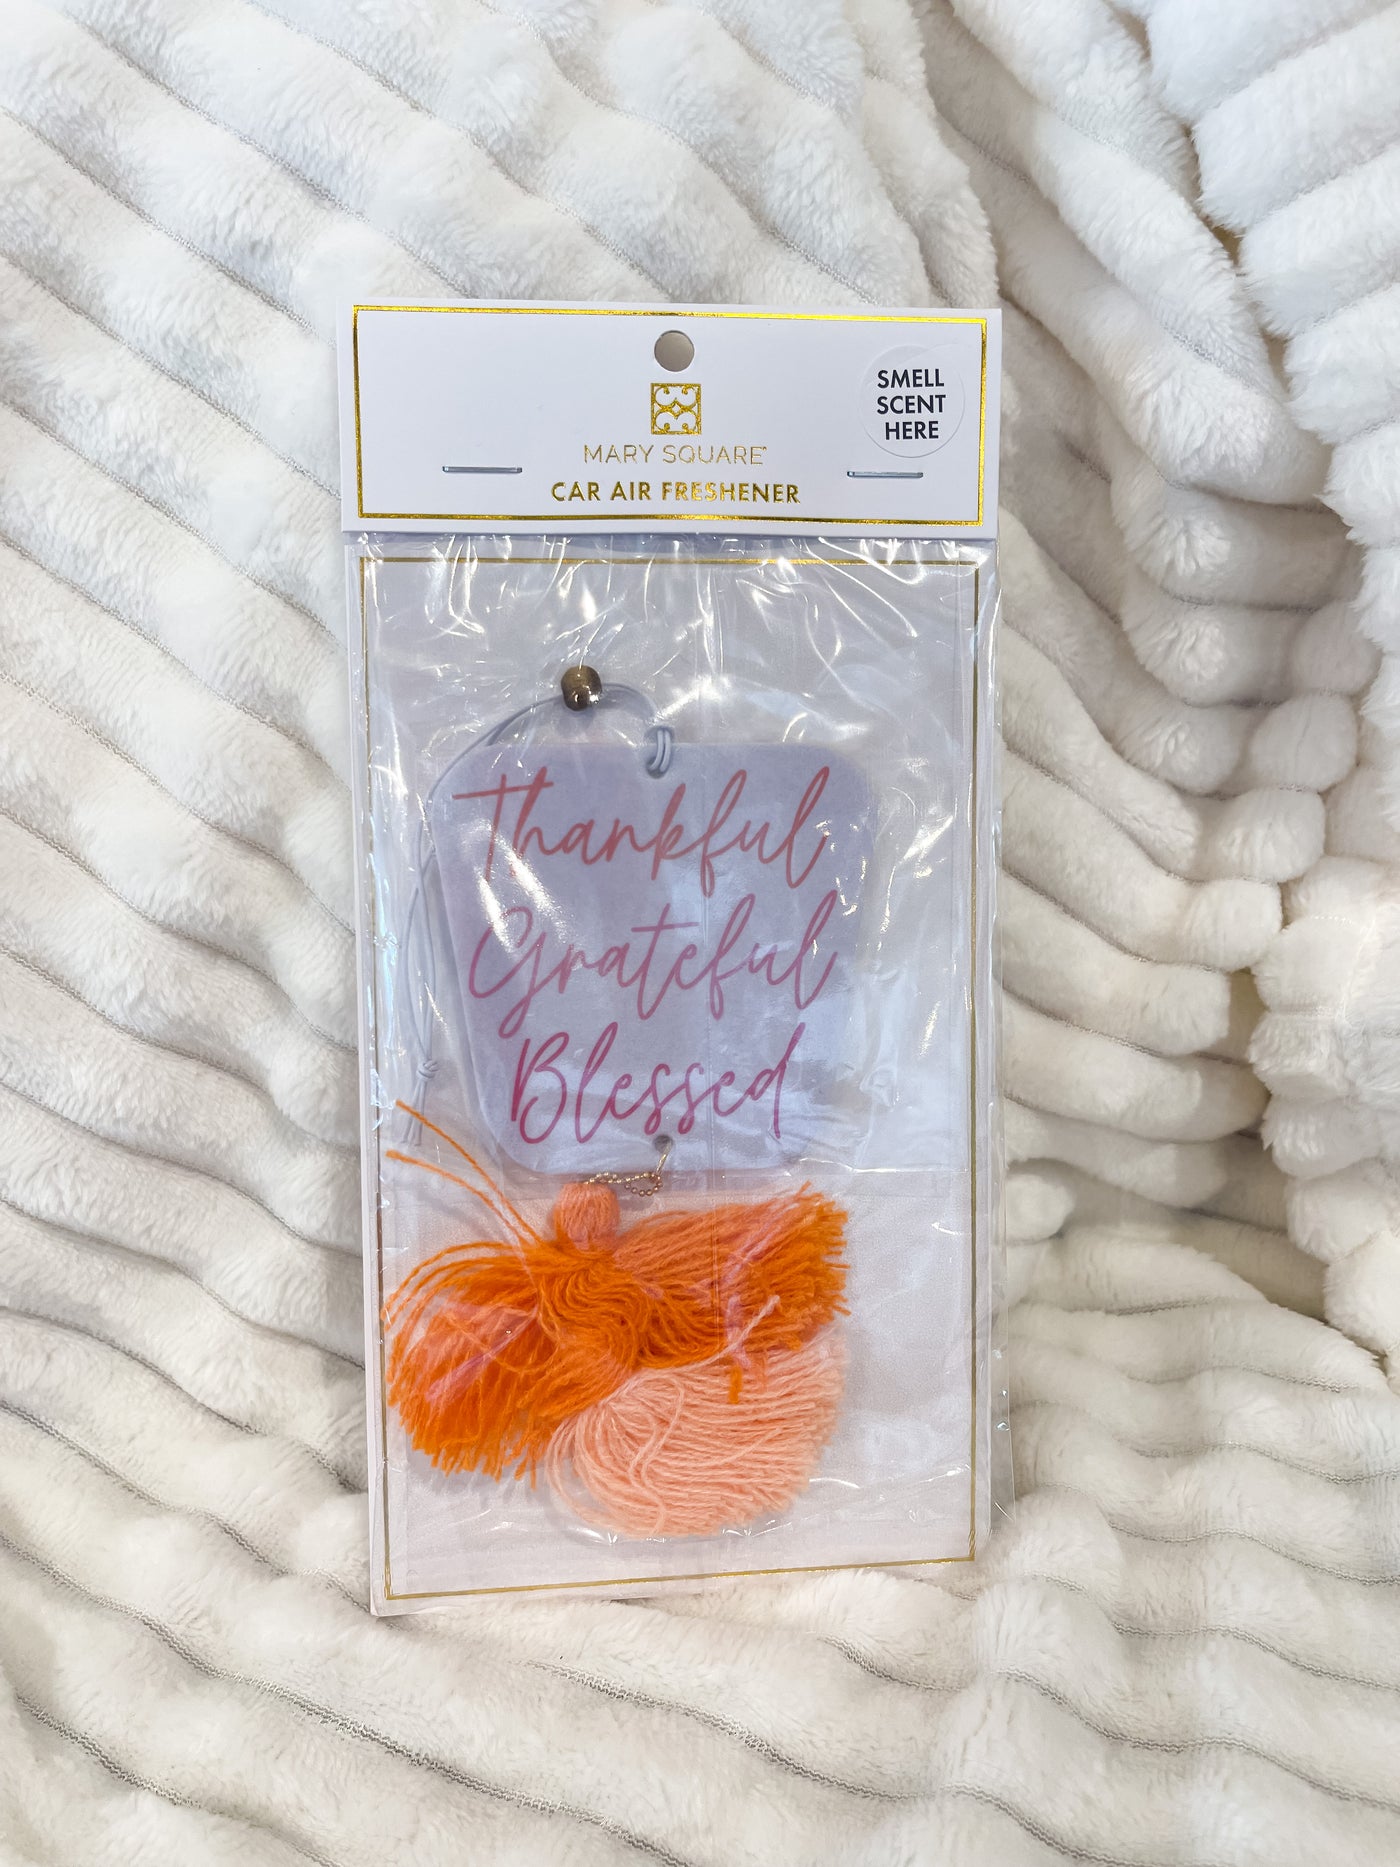 SMELL
SCENT
HERE
MARY SQUARE
CAR AIR FRESHENER
Thankful
Grateful
Blessed